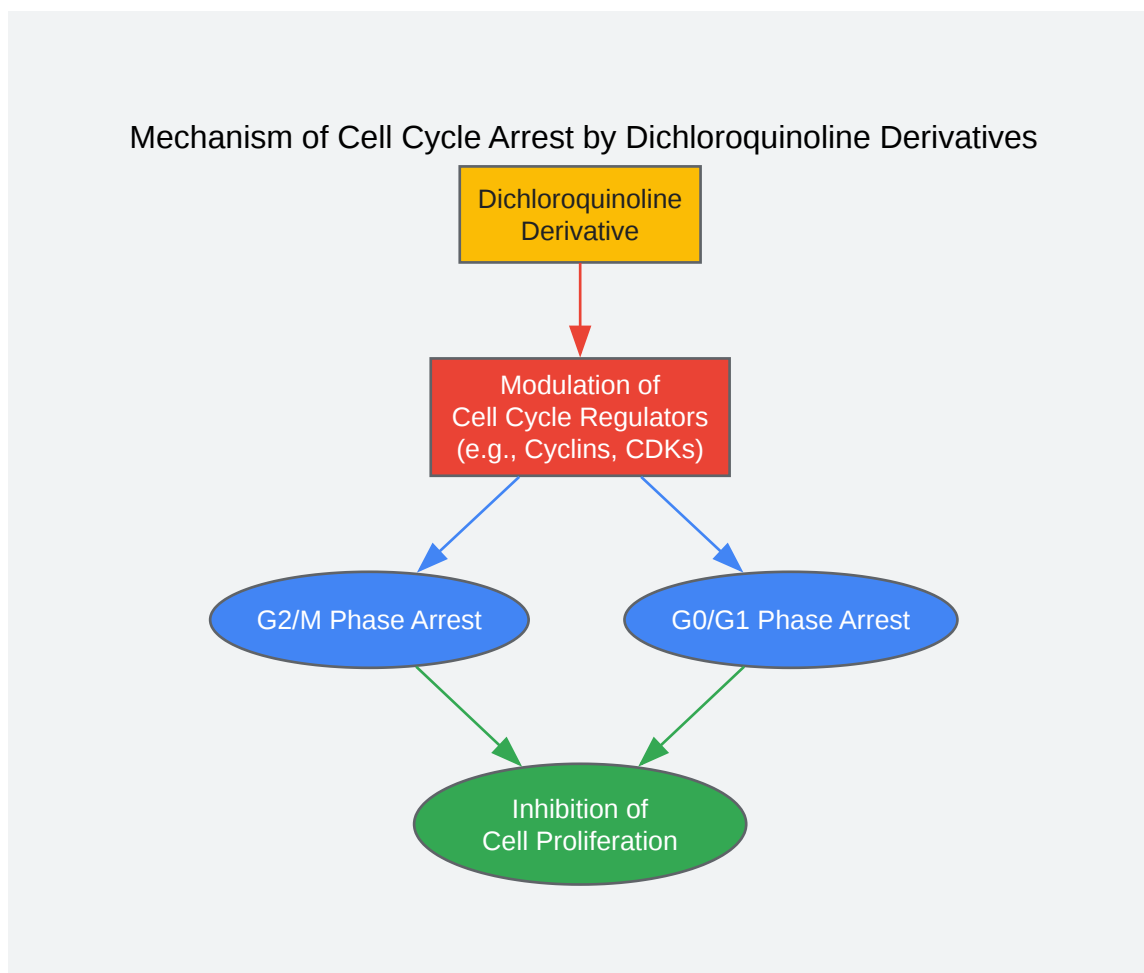 Mechanism of Cell Cycle Arrest by Dichloroquinoline Derivatives
Dichloroquinoline
Derivative
Modulation of
Cell Cycle Regulators
(e.g., Cyclins, CDKs)
G2/M Phase Arrest
G0/G1 Phase Arrest
Inhibition of
Cell Proliferation